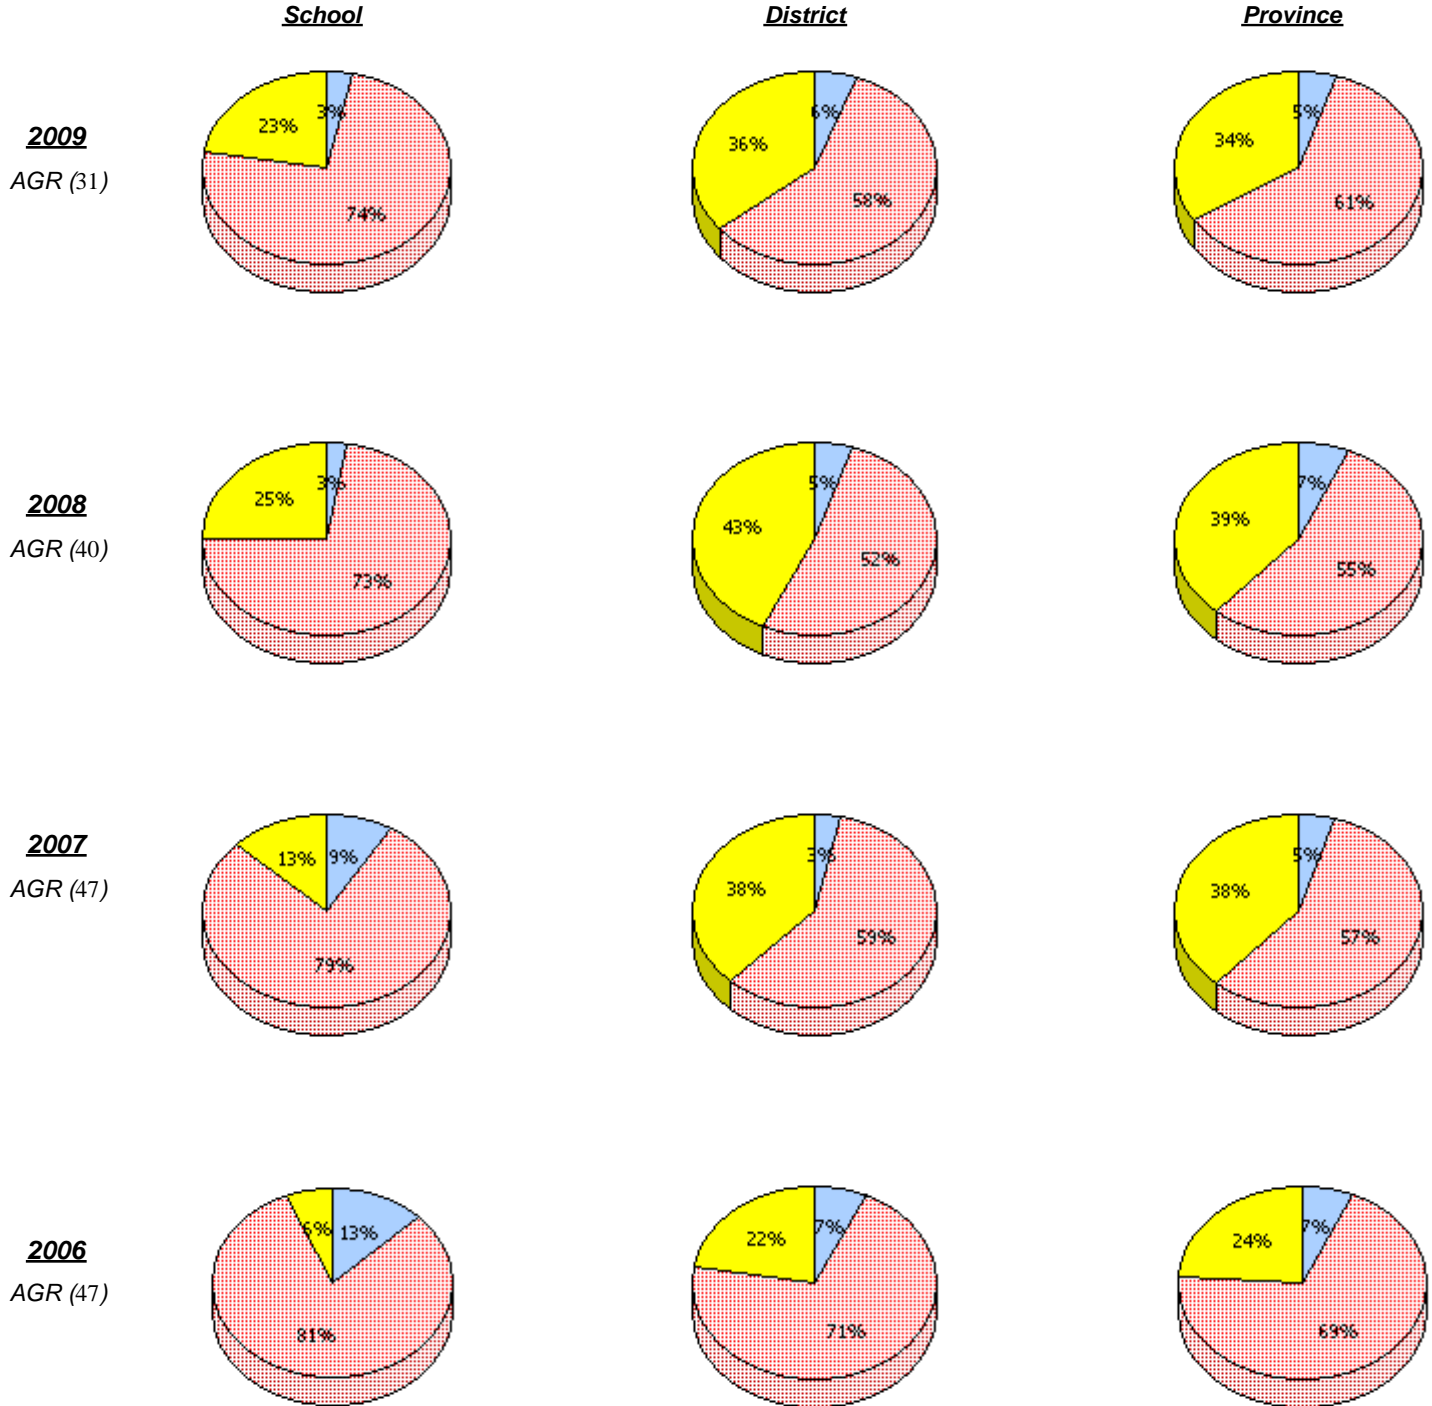 School District Province
2009
AGR (31)
3% 23% 74%
6% 36% 58%
5% 34% 61%
2008
AGR (40)
3% 25% 73%
5% 43% 52%
7% 39% 55%
2007
AGR (47)
13% 9% 79%
3% 38% 59%
5% 38% 57%
2006
AGR (47)
6% 13% 81%
7% 22% 71%
7% 24% 69%